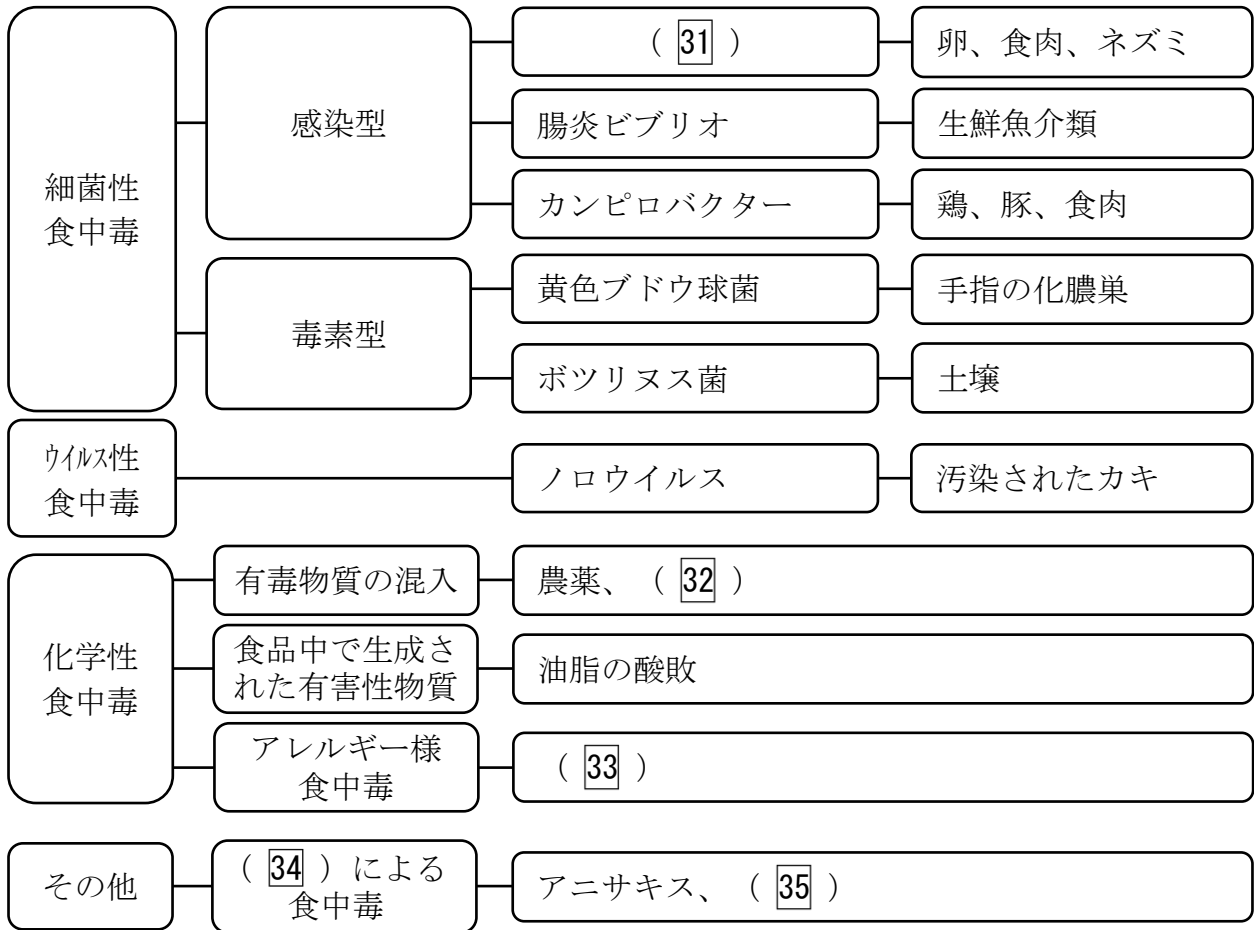 細菌性
食中毒
感染型
（ 31 ）
卵、食肉、ネズミ
腸炎ビブリオ
生鮮魚介類
カンピロバクター
鶏、豚、食肉
毒素型
黄色ブドウ球菌
手指の化膿巣
ボツリヌス菌
土壌
ウイルス性
食中毒
ノロウイルス
汚染されたカキ
化学性
食中毒
有毒物質の混入
農薬、（ 32 ）
食品中で生成さ
れた有害性物質
油脂の酸敗
アレルギー様
食中毒
（ 33 ）
その他
（ 34 ）による
食中毒
アニサキス、（ 35 ）